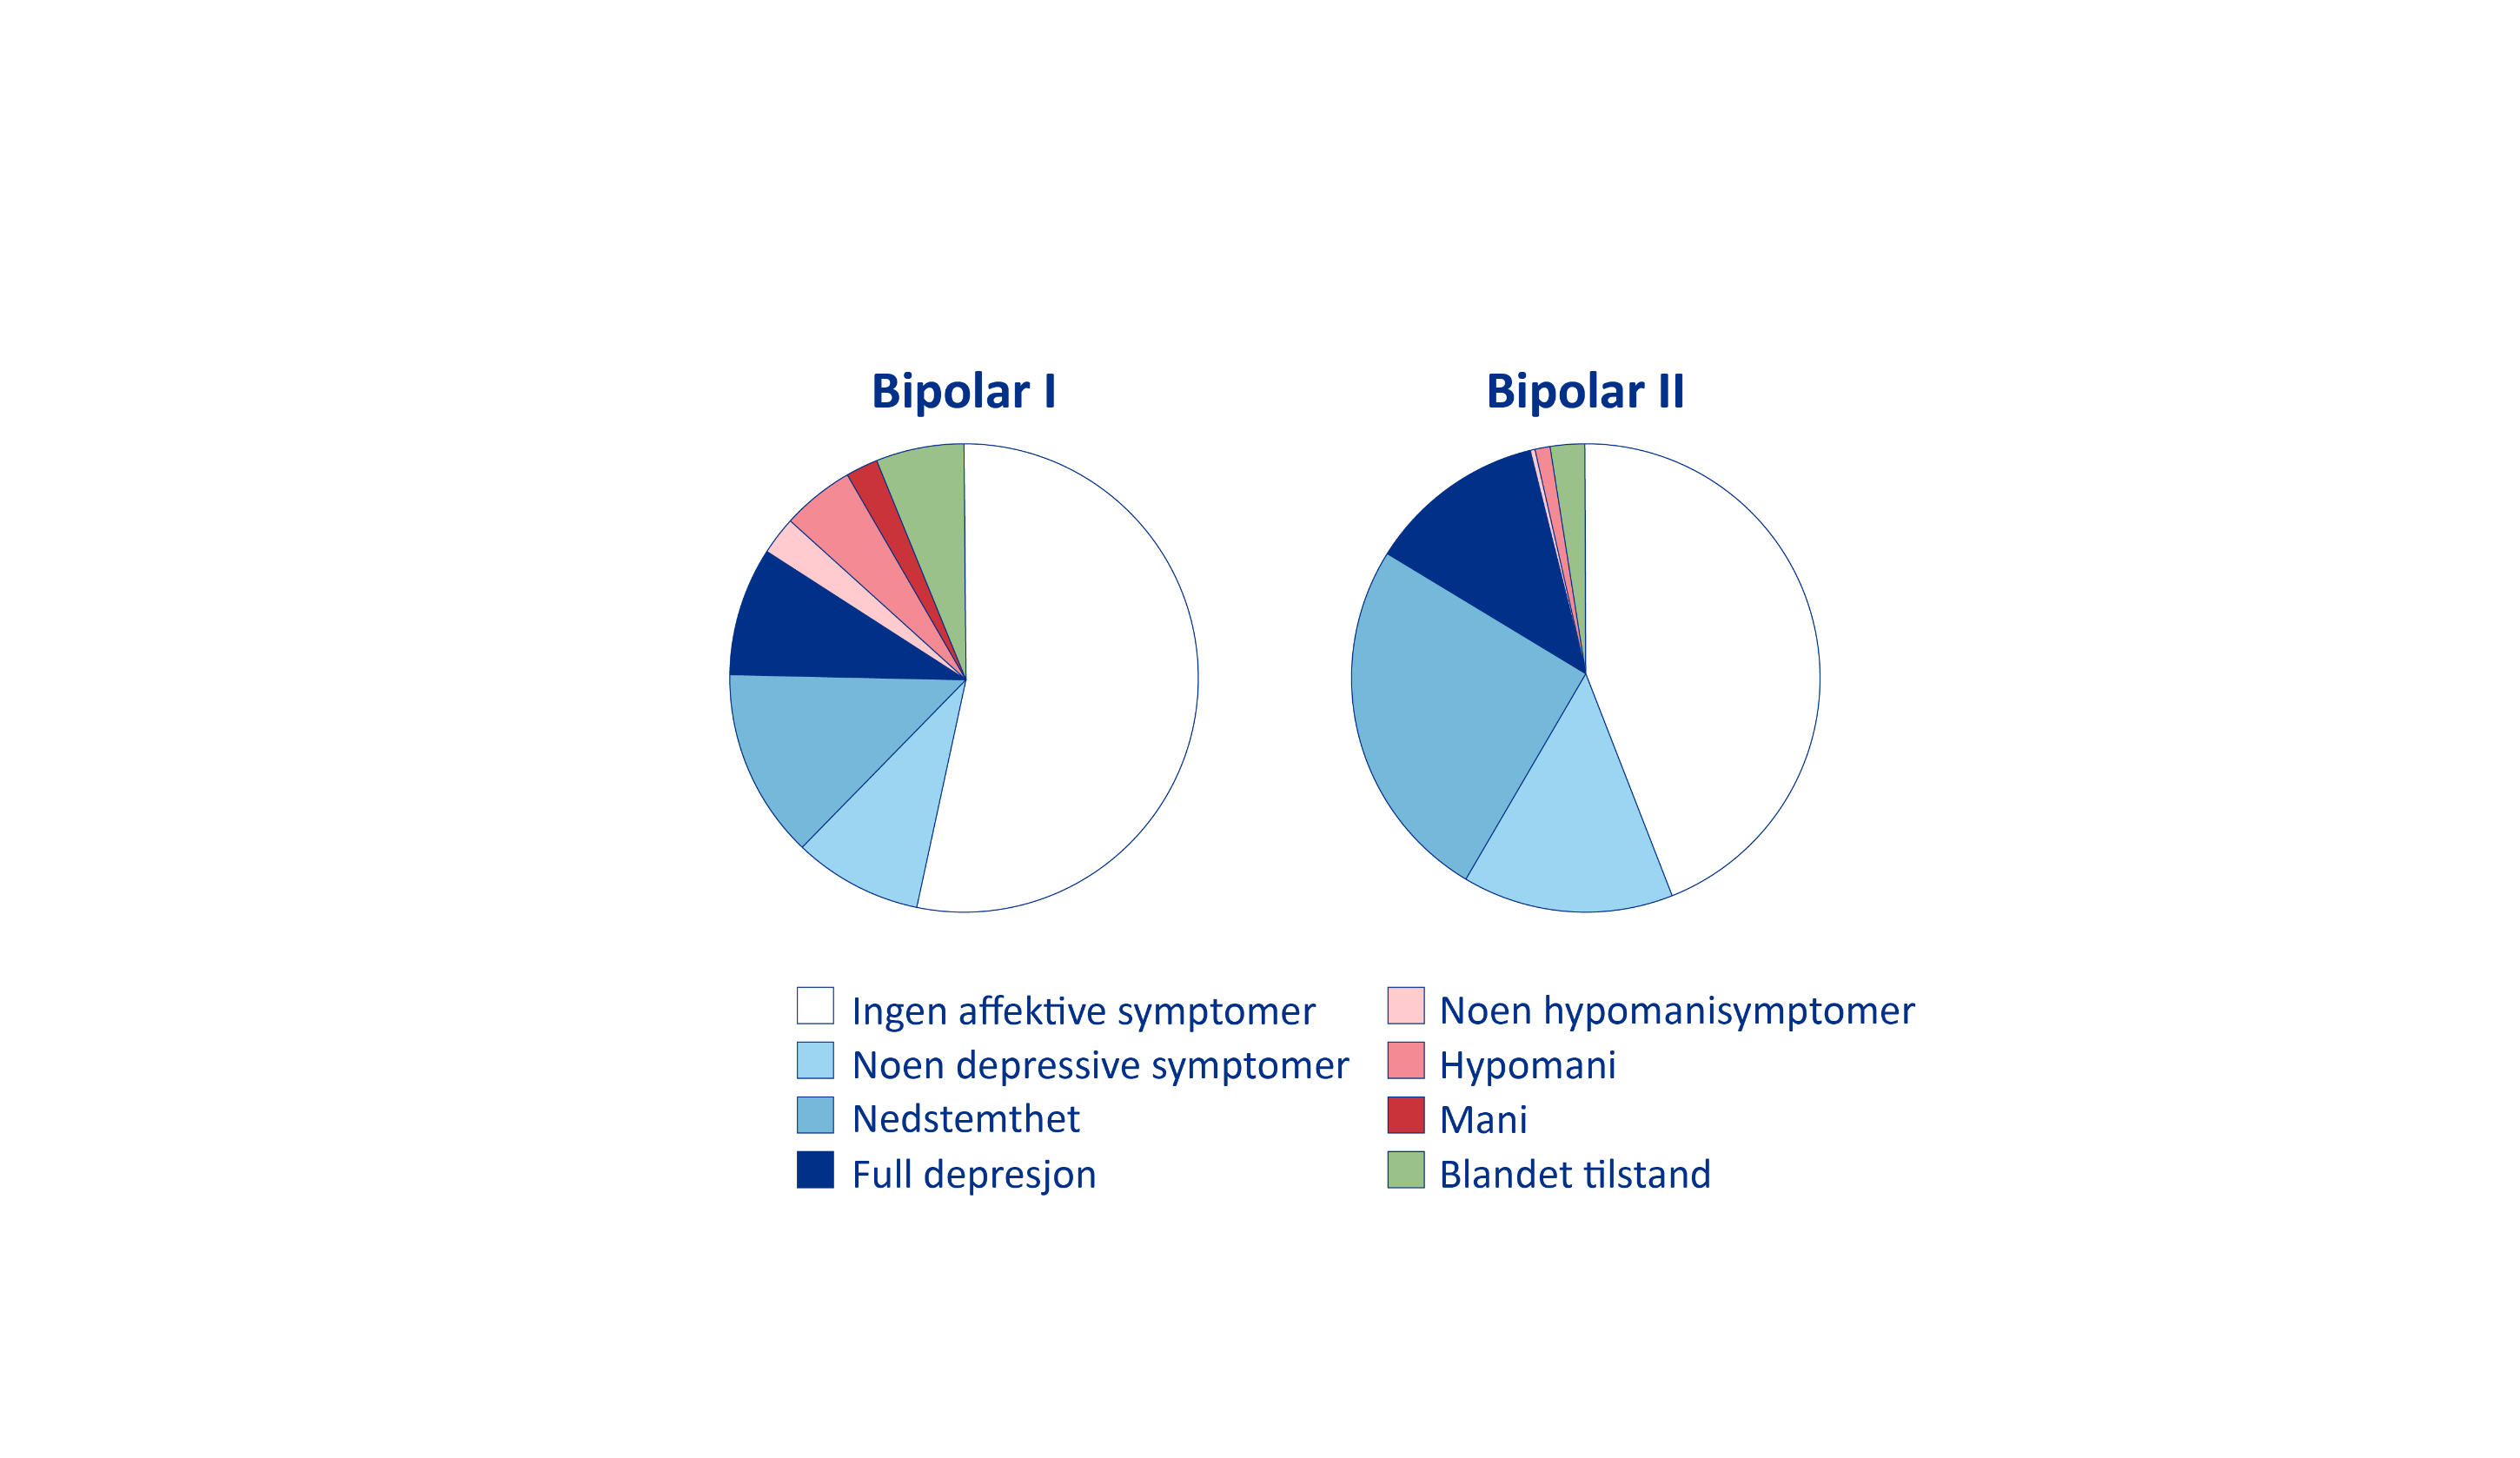 Bipolar I
Bipolar II
Ingen affektive symptomer
Noen depressive symptomer
Nedstemthet
Full depresjon
Noen hypomanisymptomer
Hypomani
Mani
Blandet tilstand